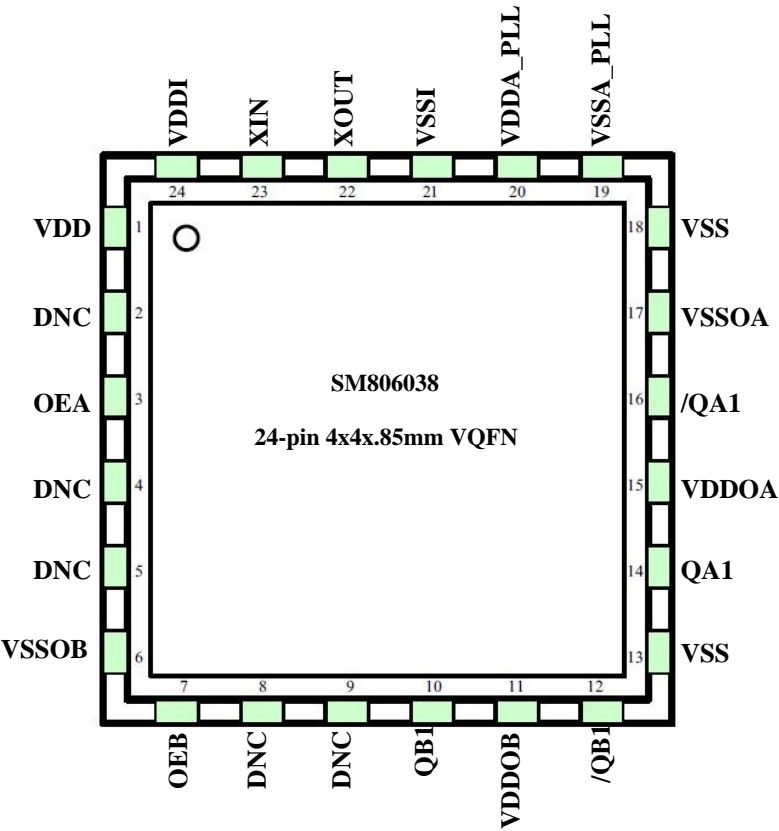 VDDI
XIN
XOUT
VSSI
VDDA_PLL
VSSA_PLL
24
23
22
21
20
19
VDD 1
18 VSS
DNC 2
17 VSSOA
OEA 3
16 /QA1
DNC 4
15 VDDOA
DNC 5
14 QA1
VSSOB 6
13 VSS
SM806038
24-pin 4x4x.85mm VQFN
7
8
9
10
11
12
OEB
DNC
DNC
QB1
VDDOB
/QB1